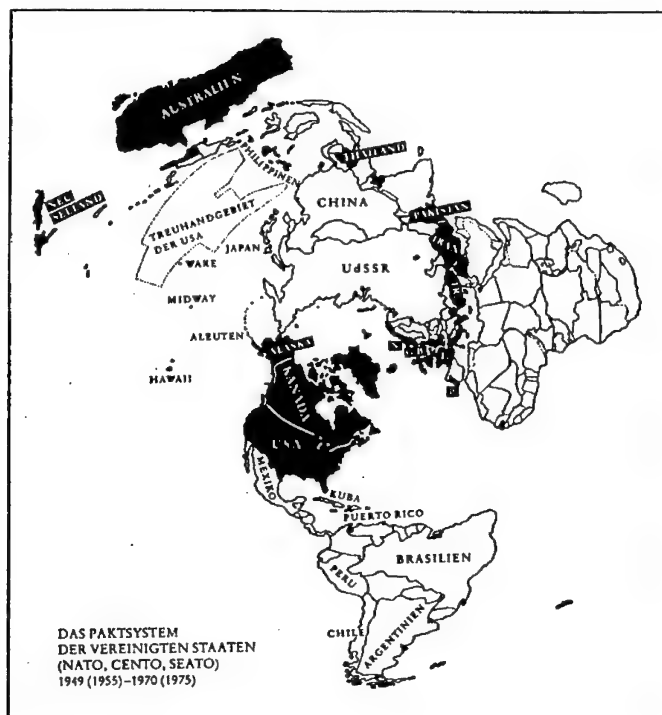 AUSTRALIEN
PHILIPPINEN
THAILAND
NEU
SEELAND
CHINA
PAKISTAN
TREUHANDGEBIET
DER USA
JAPAN
IRAN
WAKE
UdSSR
MIDWAY
ALEUTEN
ALASKA
HAWAII
KANADA
USA
MEXIKO
KUBA
PUERTO RICO
BRASILIEN
PERU
CHILE
ARGENTINIEN
DAS PAKTSYSTEM
DER VEREINIGTEN STAATEN
(NATO, CENTO, SEATO)
1949 (1955)–1970 (1975)